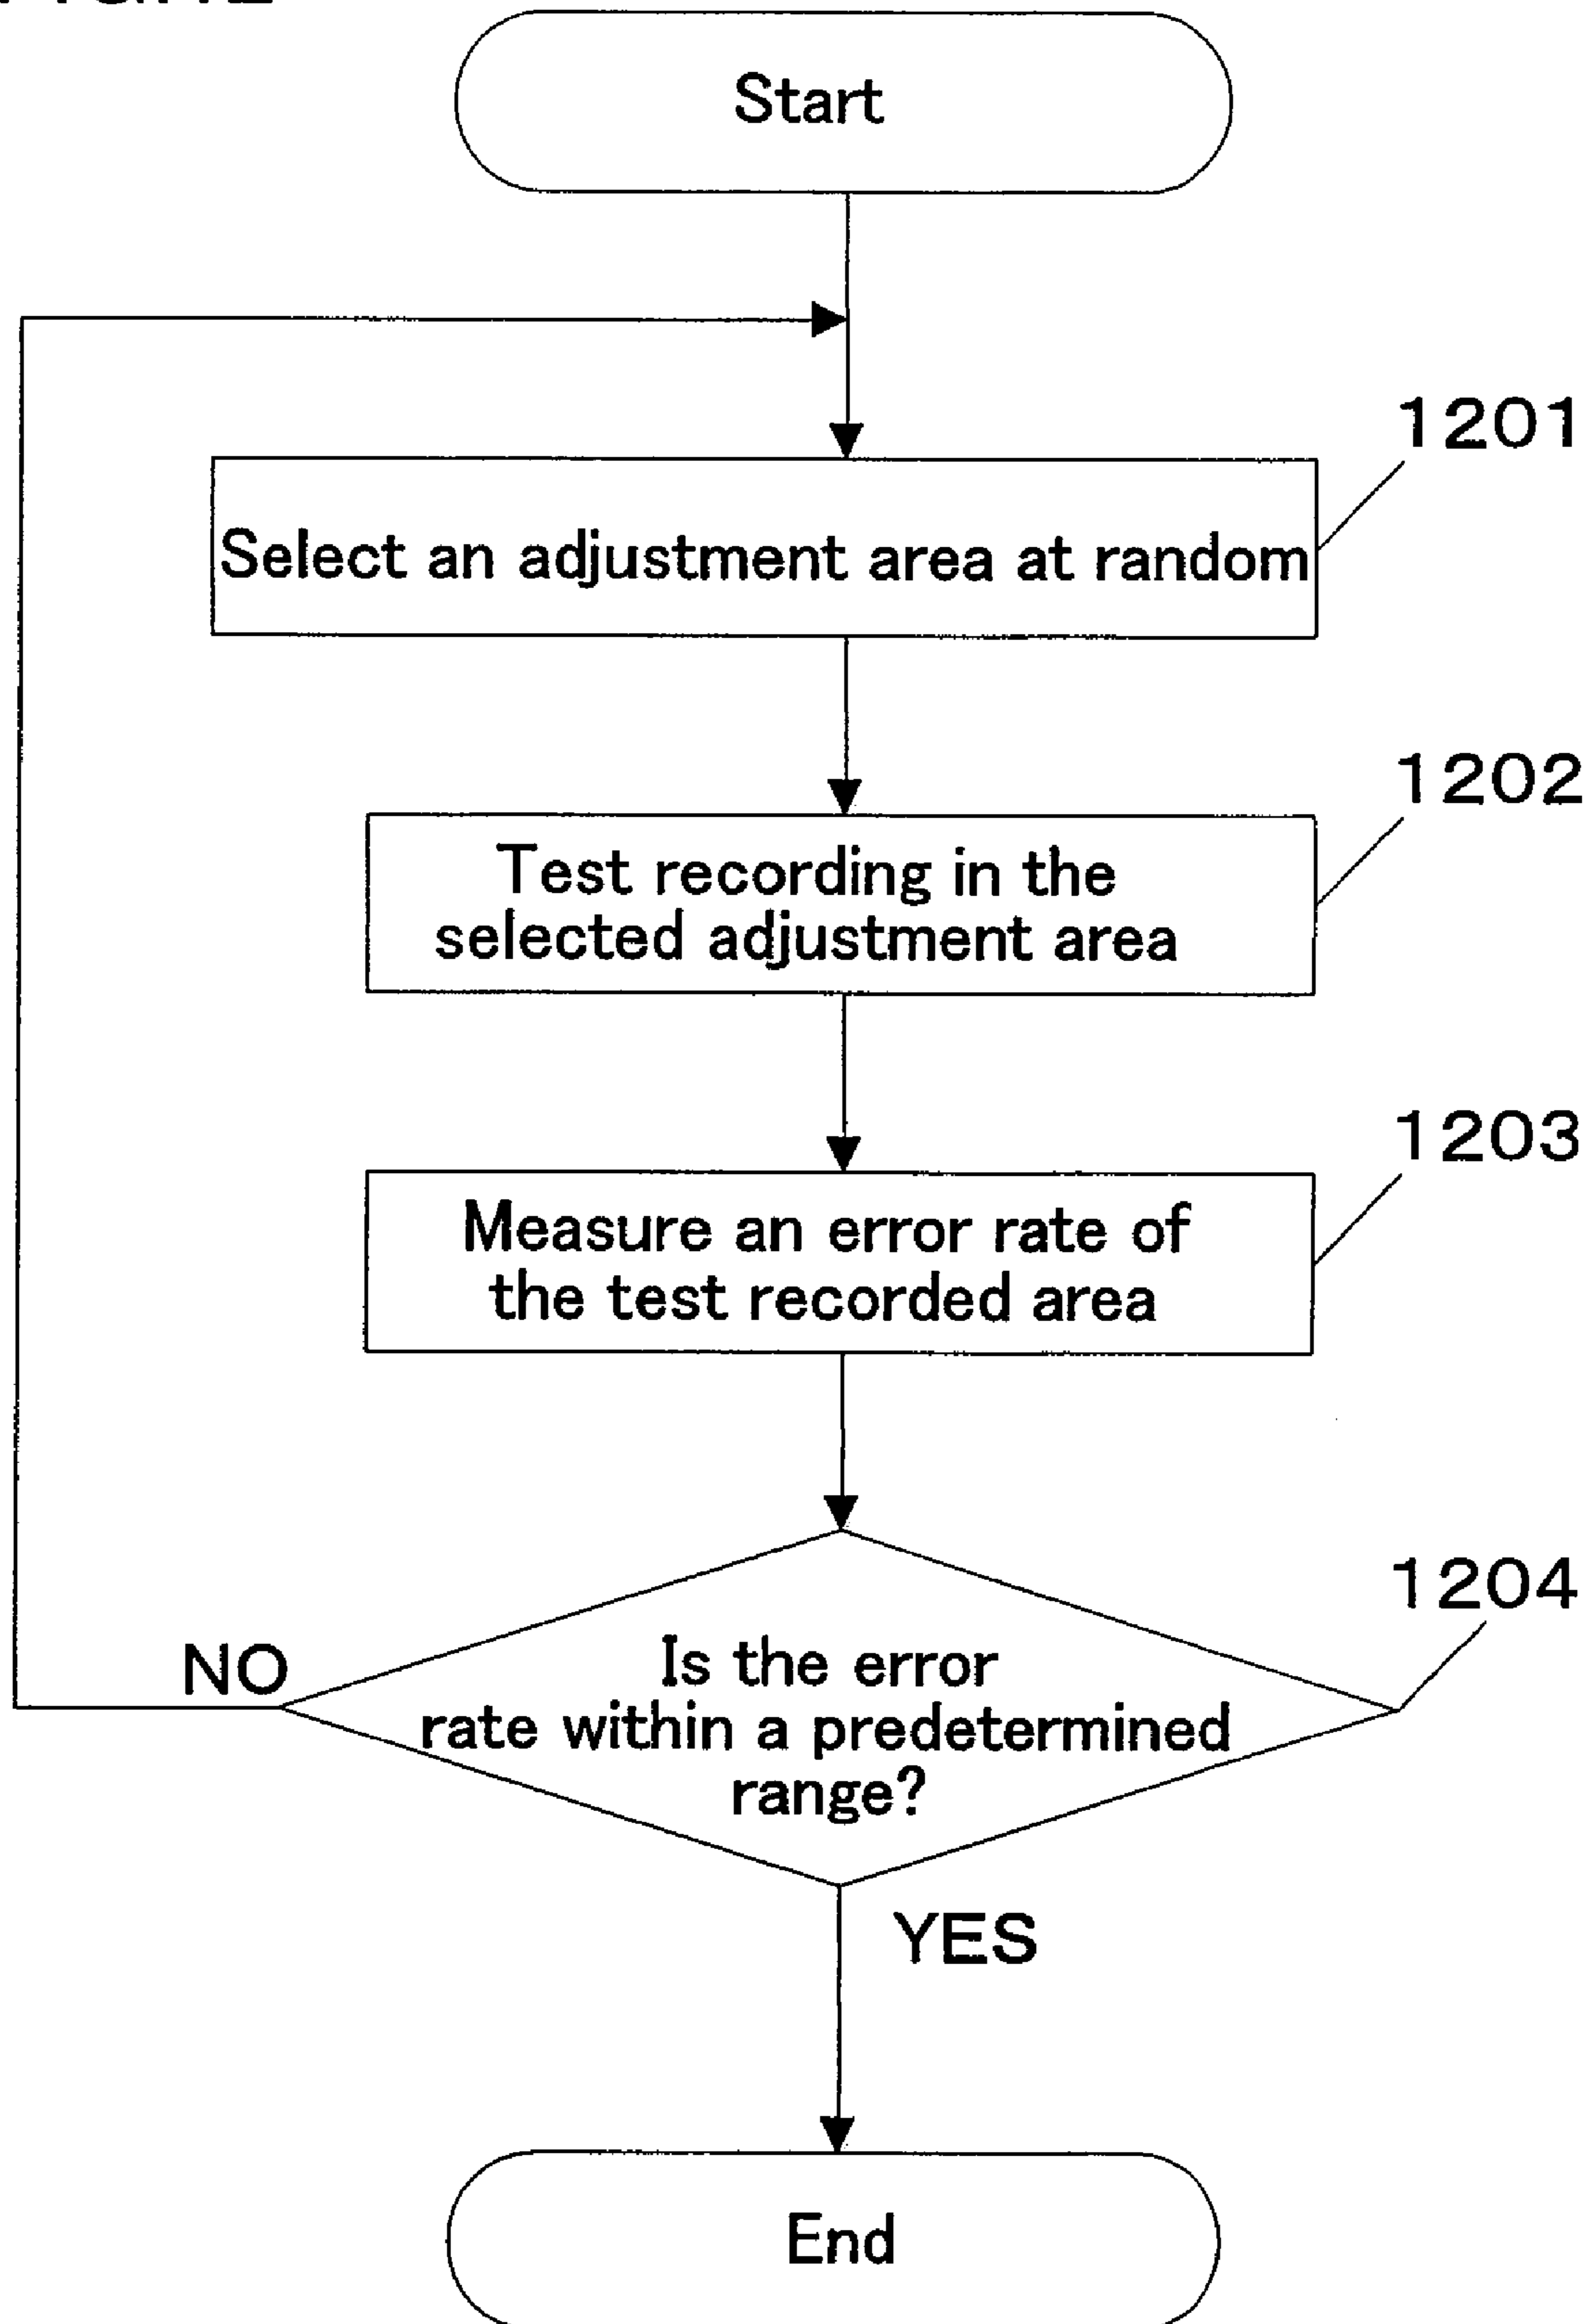 Start
1201
Select an adjustment area at random
1202
Test recording in the
selected adjustment area
1203
Measure an error rate of
the test recorded area
1204
NO
Is the error
rate within a predetermined
range?
YES
End